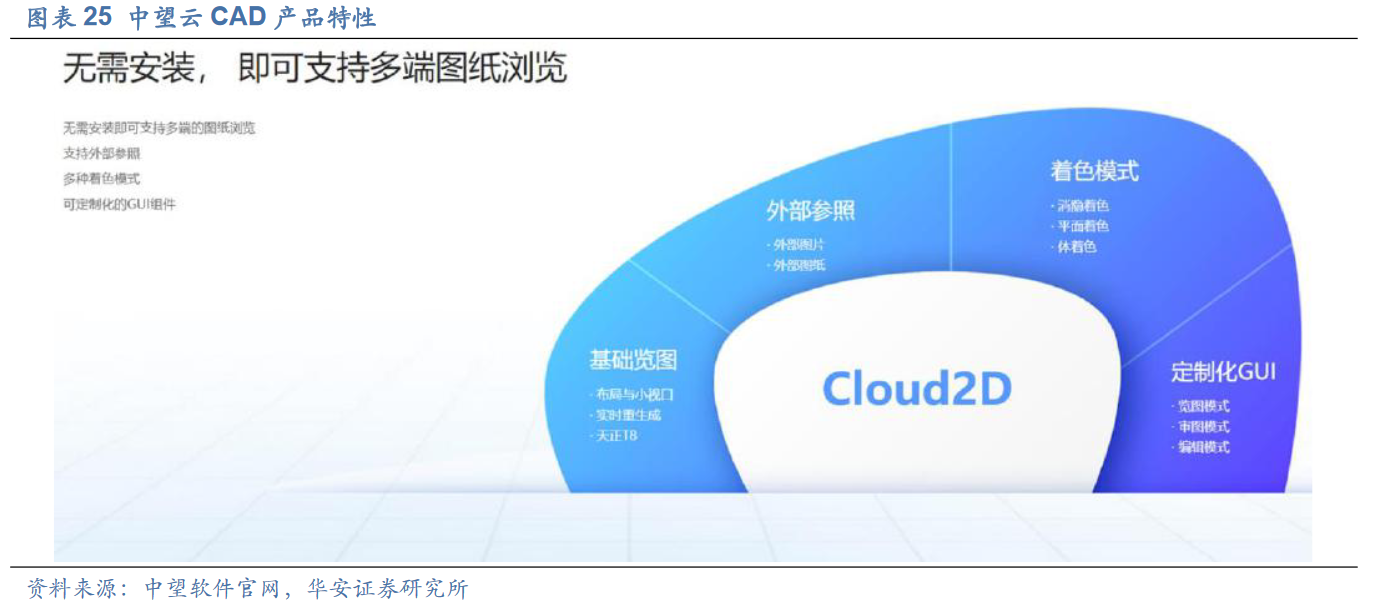 图表 25 中望云 CAD 产品特性
无需安装， 即可支持多端图纸浏览
无需安装即可支持多端的图纸浏览
支持外部参照
多种着色模式
可定制化的GUI组件
基础览图
· 布局与小视口
· 实时重生成
· 天正T8
外部参照
· 外部图片
· 外部图纸
着色模式
· 消隐着色
· 平面着色
· 体着色
定制化GUI
· 览图模式
· 审图模式
· 编辑模式
Cloud2D
资料来源：中望软件官网，华安证券研究所